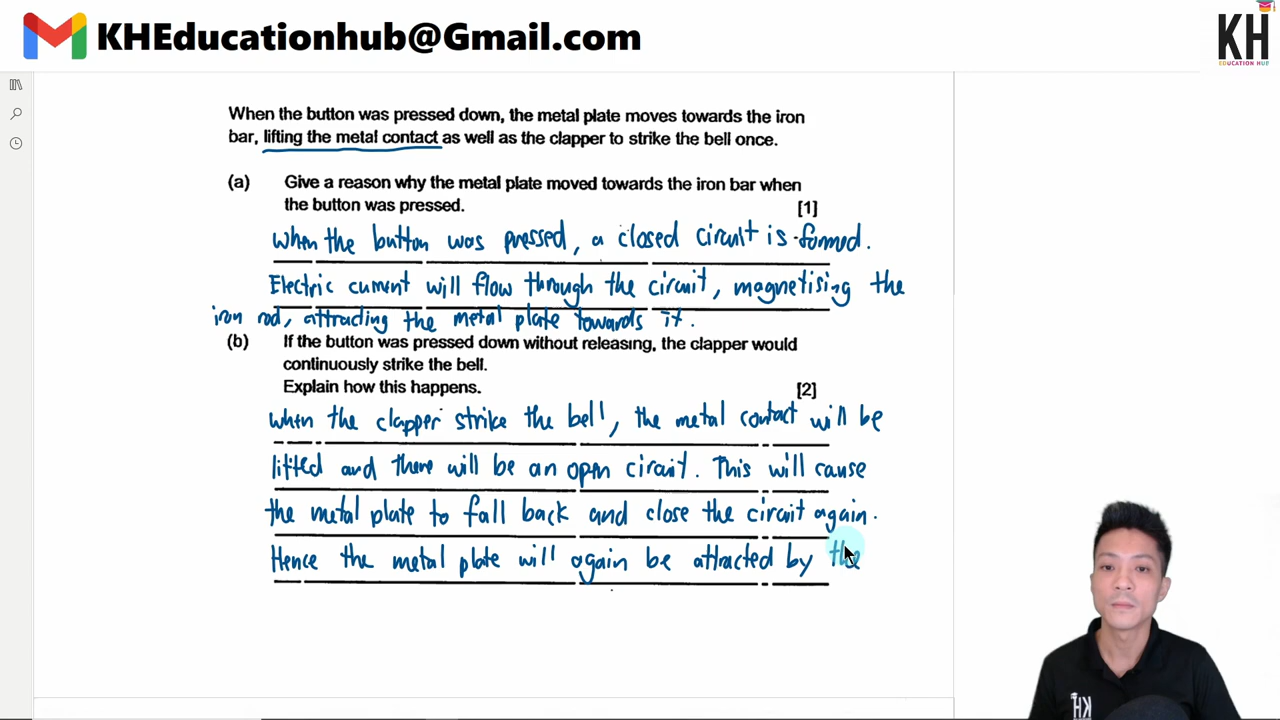 KHEducationhub@Gmail.com
KH
EDUCATION HUB
When the button was pressed down, the metal plate moves towards the iron
bar, lifting the metal contact as well as the clapper to strike the bell once.
(a) Give a reason why the metal plate moved towards the iron bar when
the button was pressed. [1]
When the button was pressed, a closed circuit is formed.
Electric current will flow through the circuit, magnetising the
iron rod, attracting the metal plate towards it.
(b) If the button was pressed down without releasing, the clapper would
continuously strike the bell.
Explain how this happens. [2]
When the clapper strike the bell, the metal contact will be
lifted and there will be an open circuit. This will cause
the metal plate to fall back and close the circuit again.
Hence the metal plate will again be attracted by the
KH